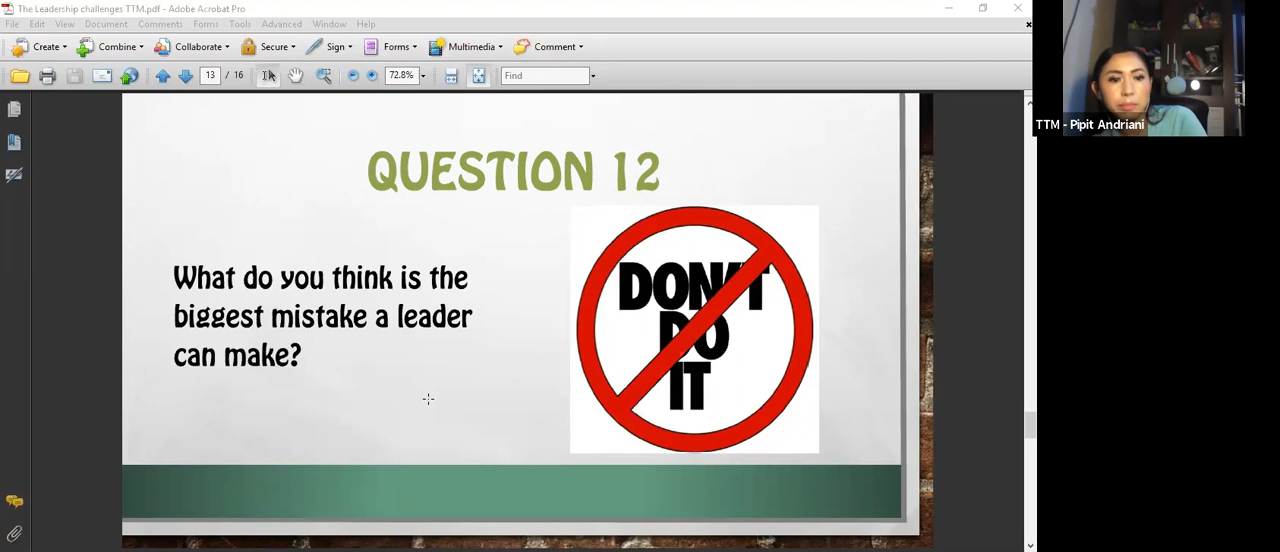 The Leadership challenges TTM.pdf - Adobe Acrobat Pro
File Edit View Document Comments Forms Tools Advanced Window Help
Create Combine Collaborate Secure Sign Forms Multimedia Comment
13 / 16 72.8% Find
TTM - Pipit Andriani
QUESTION 12
What do you think is the
biggest mistake a leader
can make?
DON'T
DO
IT